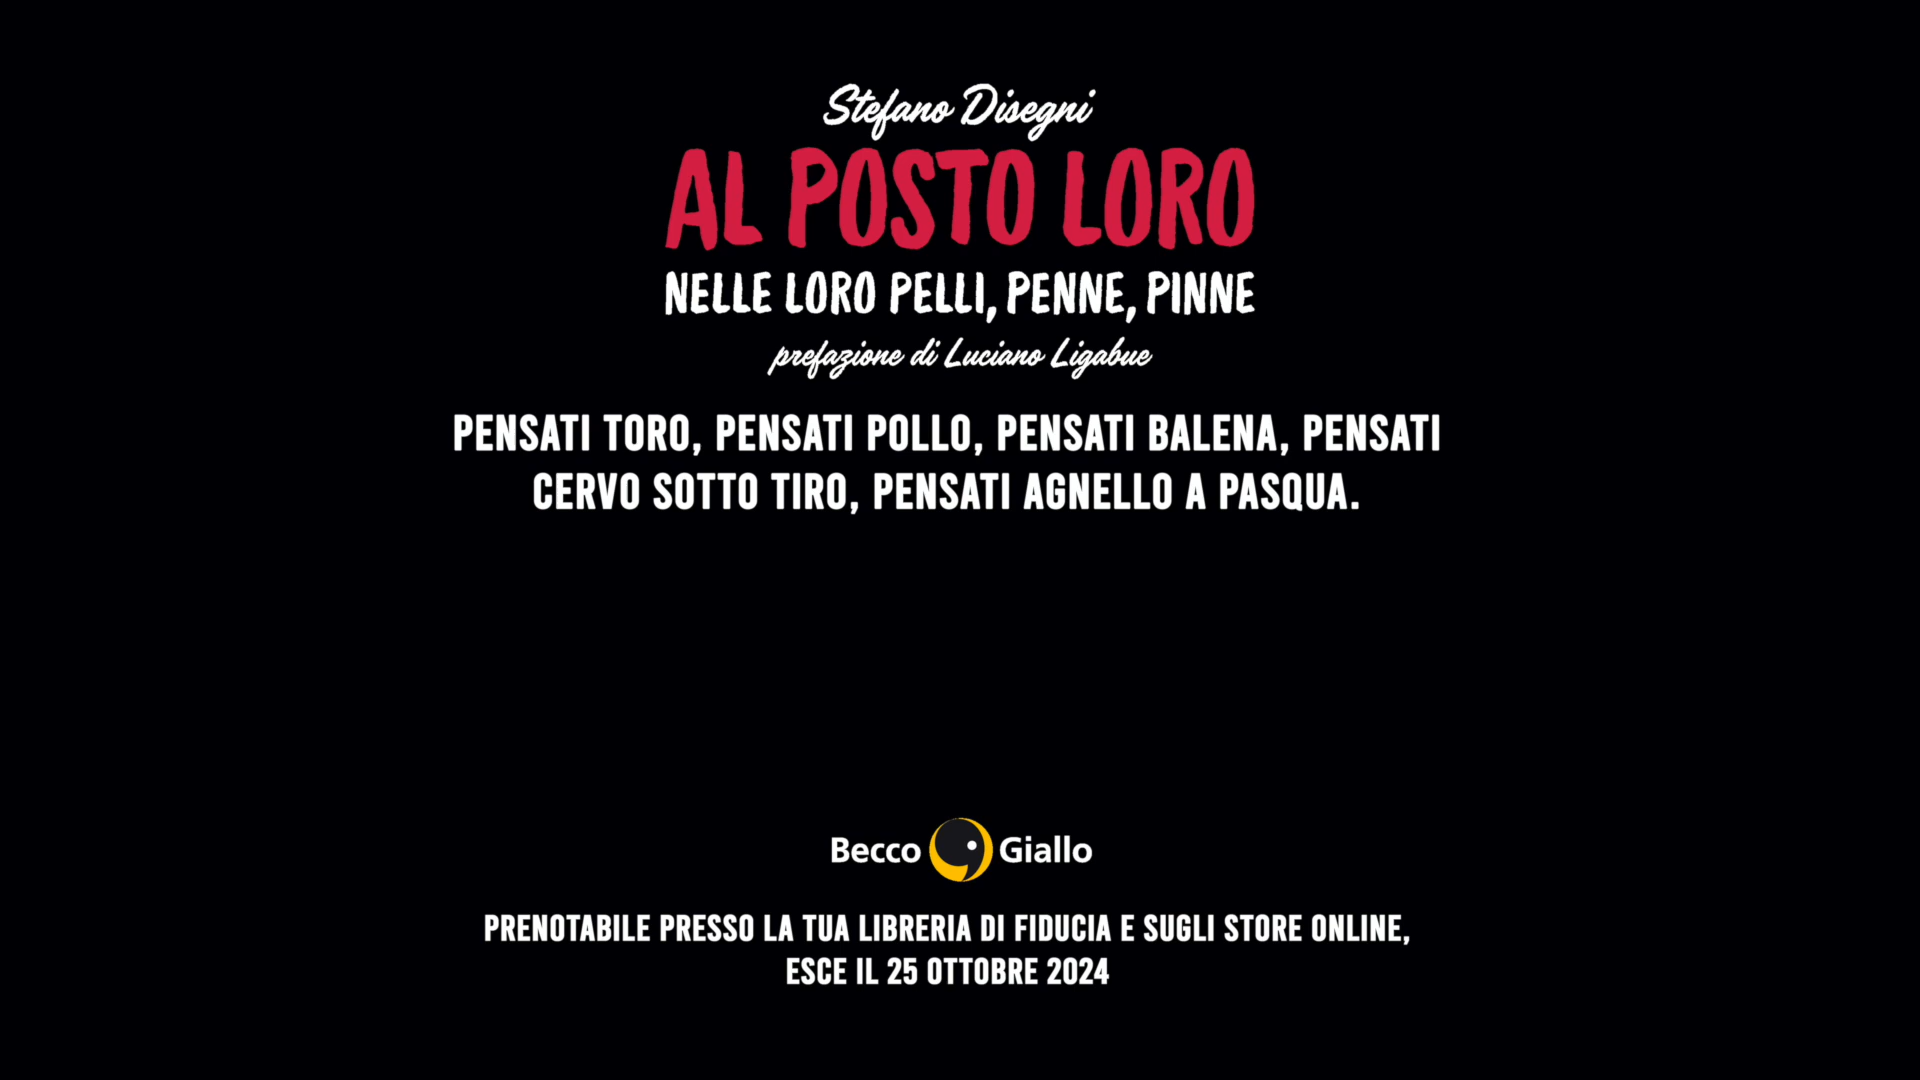 Stefano Disegni
AL POSTO LORO
NELLE LORO PELLI, PENNE, PINNE
prefazione di Luciano Ligabue
PENSATI TORO, PENSATI POLLO, PENSATI BALENA, PENSATI
CERVO SOTTO TIRO, PENSATI AGNELLO A PASQUA.
Becco Giallo
PRENOTABILE PRESSO LA TUA LIBRERIA DI FIDUCIA E SUGLI STORE ONLINE,
ESCE IL 25 OTTOBRE 2024